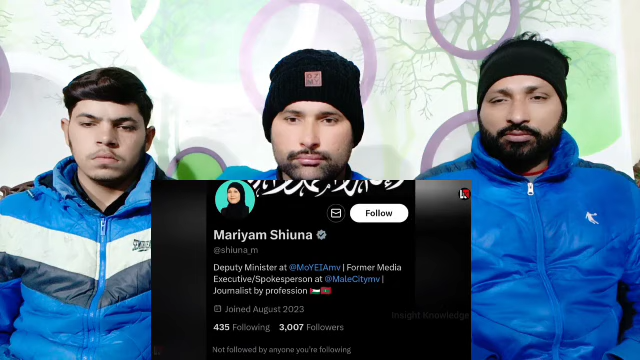 Follow
Mariyam Shiuna
@shiuna_m
Deputy Minister at @MoYEIAmv | Former Media
Executive/Spokesperson at @MaleCitymv |
Journalist by profession
Joined August 2023
435 Following 3,007 Followers
Insight Knowledge
Not followed by anyone you're following